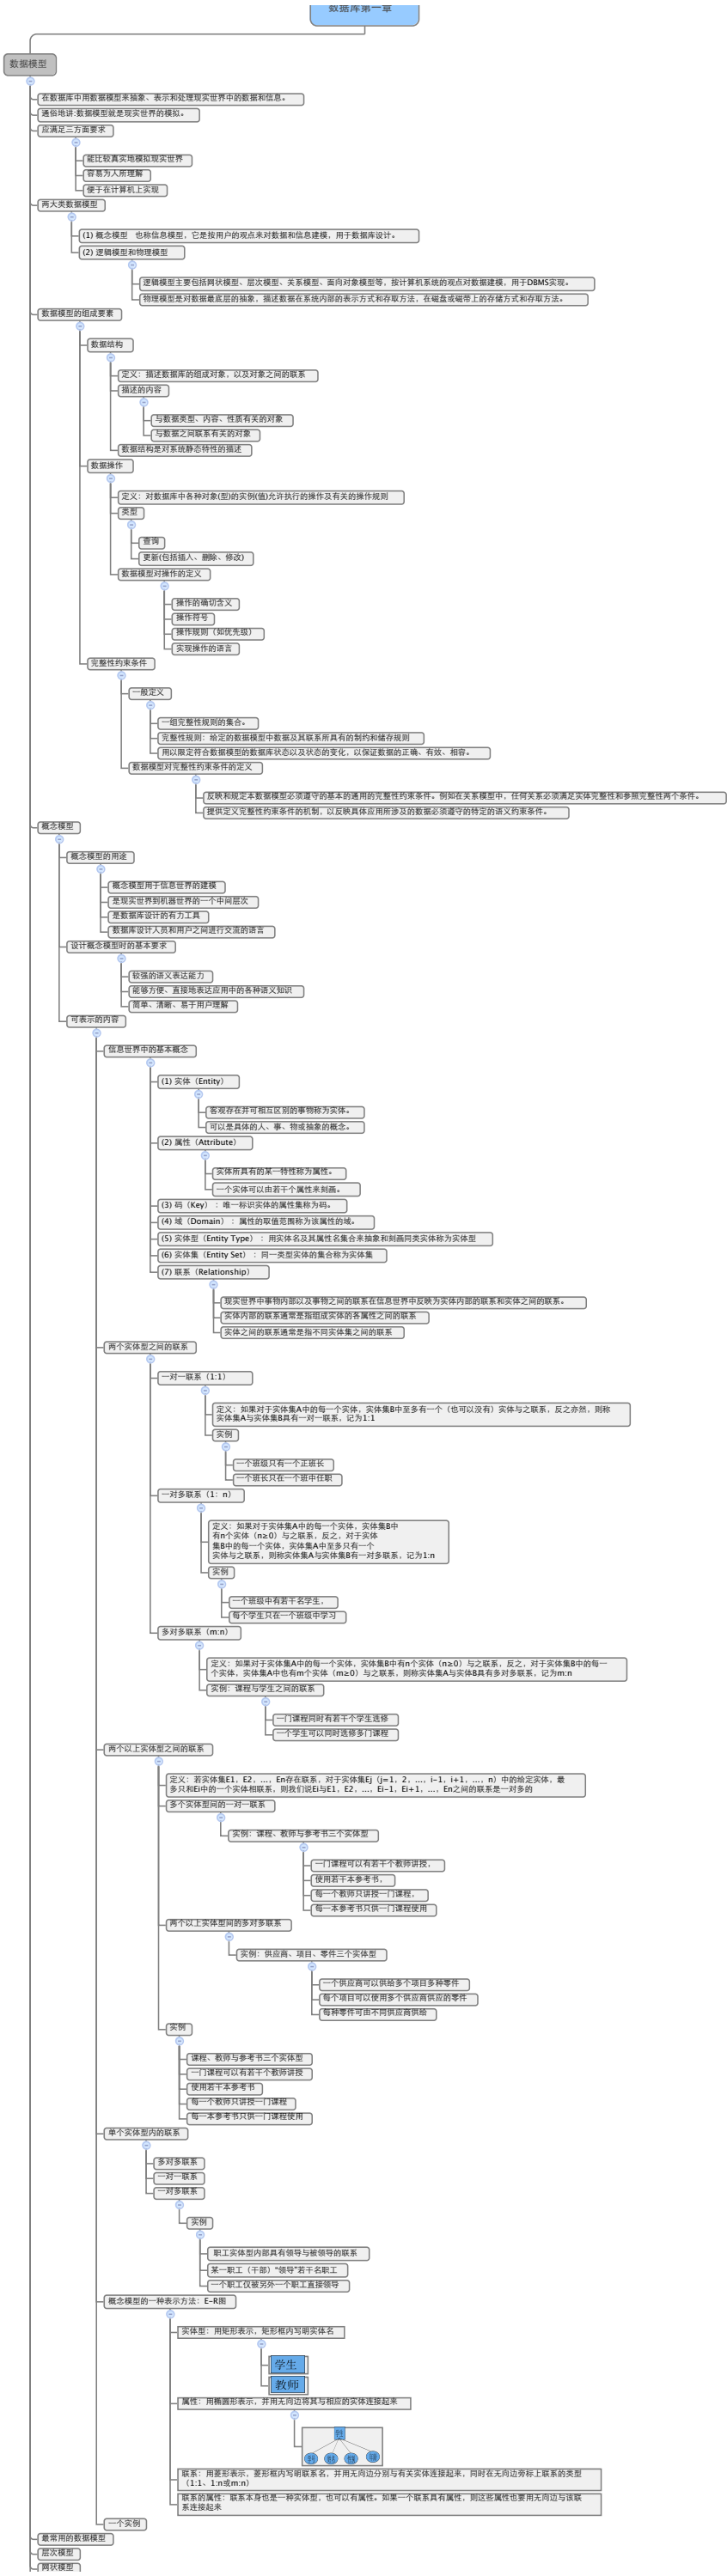 数据库第一章
数据模型
在数据库中用数据模型来抽象、表示和处理现实世界中的数据和信息。
通俗地讲:数据模型就是现实世界的模拟。
应满足三方面要求
能比较真实地模拟现实世界
容易为人所理解
便于在计算机上实现
两大类数据模型
(1) 概念模型 也称信息模型，它是按用户的观点来对数据和信息建模，用于数据库设计。
(2) 逻辑模型和物理模型
逻辑模型主要包括网状模型、层次模型、关系模型、面向对象模型等，按计算机系统的观点对数据建模，用于DBMS实现。
物理模型是对数据最底层的抽象，描述数据在系统内部的表示方式和存取方法，在磁盘或磁带上的存储方式和存取方法。
数据模型的组成要素
数据结构
定义：描述数据库的组成对象，以及对象之间的联系
描述的内容
与数据类型、内容、性质有关的对象
与数据之间联系有关的对象
数据结构是对系统静态特性的描述
数据操作
定义：对数据库中各种对象(型)的实例(值)允许执行的操作及有关的操作规则
类型
查询
更新(包括插人、删除、修改)
数据模型对操作的定义
操作的确切含义
操作符号
操作规则（如优先级）
实现操作的语言
完整性约束条件
一般定义
一组完整性规则的集合。
完整性规则：给定的数据模型中数据及其联系所具有的制约和储存规则
用以限定符合数据模型的数据库状态以及状态的变化，以保证数据的正确、有效、相容。
数据模型对完整性约束条件的定义
反映和规定本数据模型必须遵守的基本的通用的完整性约束条件。例如在关系模型中，任何关系必须满足实体完整性和参照完整性两个条件。
提供定义完整性约束条件的机制，以反映具体应用所涉及的数据必须遵守的特定的语义约束条件。
概念模型
概念模型的用途
概念模型用于信息世界的建模
是现实世界到机器世界的一个中间层次
是数据库设计的有力工具
数据库设计人员和用户之间进行交流的语言
设计概念模型时的基本要求
较强的语义表达能力
能够方便、直接地表达应用中的各种语义知识
简单、清晰、易于用户理解
可表示的内容
信息世界中的基本概念
(1) 实体（Entity）
客观存在并可相互区别的事物称为实体。
可以是具体的人、事、物或抽象的概念。
(2) 属性（Attribute）
实体所具有的某一特性称为属性。
一个实体可以由若干个属性来刻画。
(3) 码（Key）：唯一标识实体的属性集称为码。
(4) 域（Domain）：属性的取值范围称为该属性的域。
(5) 实体型（Entity Type）：用实体名及其属性名集合来抽象和刻画同类实体称为实体型
(6) 实体集（Entity Set）：同一类型实体的集合称为实体集
(7) 联系（Relationship）
现实世界中事物内部以及事物之间的联系在信息世界中反映为实体内部的联系和实体之间的联系。
实体内部的联系通常是指组成实体的各属性之间的联系
实体之间的联系通常是指不同实体集之间的联系
两个实体型之间的联系
一对一联系（1:1）
定义：如果对于实体集A中的每一个实体，实体集B中至多有一个（也可以没有）实体与之联系，反之亦然，则称
实体集A与实体集B具有一对一联系，记为1:1
实例
一个班级只有一个正班长
一个班长只在一个班中任职
一对多联系（1：n）
定义：如果对于实体集A中的每一个实体，实体集B中
有n个实体（n≥0）与之联系，反之，对于实体
集B中的每一个实体，实体集A中至多只有一个
实体与之联系，则称实体集A与实体集B有一对多联系，记为1:n
实例
一个班级中有若干名学生，
每个学生只在一个班级中学习
多对多联系（m:n）
定义：如果对于实体集A中的每一个实体，实体集B中有n个实体（n≥0）与之联系，反之，对于实体集B中的每一
个实体，实体集A中也有m个实体（m≥0）与之联系，则称实体集A与实体B具有多对多联系，记为m:n
实例：课程与学生之间的联系
一门课程同时有若干个学生选修
一个学生可以同时选修多门课程
两个以上实体型之间的联系
定义：若实体集E1，E2，...，En存在联系，对于实体集Ej（j=1，2，...，i-1，i+1，...，n）中的给定实体，最
多只和Ei中的一个实体相联系，则我们说Ei与E1，E2，...，Ei-1，Ei+1，...，En之间的联系是一对多的
多个实体型间的一对一联系
实例：课程、教师与参考书三个实体型
一门课程可以有若干个教师讲授，
使用若干本参考书，
每一个教师只讲授一门课程，
每一本参考书只供一门课程使用
两个以上实体型间的多对多联系
实例：供应商、项目、零件三个实体型
一个供应商可以供给多个项目多种零件
每个项目可以使用多个供应商供应的零件
每种零件可由不同供应商供给
实例
课程、教师与参考书三个实体型
一门课程可以有若干个教师讲授
使用若干本参考书
每一个教师只讲授一门课程
每一本参考书只供一门课程使用
单个实体型内的联系
多对多联系
一对一联系
一对多联系
实例
职工实体型内部具有领导与被领导的联系
某一职工（干部）“领导”若干名职工
一个职工仅被另外一个职工直接领导
概念模型的一种表示方法：E-R图
实体型：用矩形表示，矩形框内写明实体名
学生
教师
属性：用椭圆形表示，并用无向边将其与相应的实体连接起来
联系：用菱形表示，菱形框内写明联系名，并用无向边分别与有关实体连接起来，同时在无向边旁标上联系的类型
（1:1、1:n或m:n）
联系的属性：联系本身也是一种实体型，也可以有属性。如果一个联系具有属性，则这些属性也要用无向边与该联
系连接起来
一个实例
最常用的数据模型
层次模型
网状模型